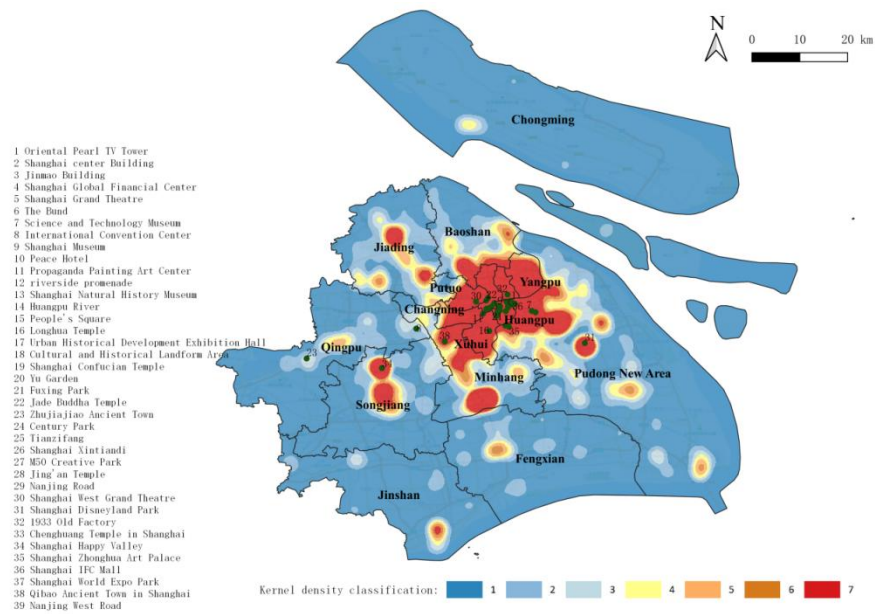 N
0 10 20 km
Chongming
1 Oriental Pearl TV Tower
2 Shanghai center Building
3 Jinmao Building
4 Shanghai Global Financial Center
5 Shanghai Grand Theatre
6 The Bund
7 Science and Technology Museum
8 International Convention Center
9 Shanghai Museum
10 Peace Hotel
11 Propaganda Painting Art Center
12 riverside promenade
13 Shanghai Natural History Museum
14 Huangpu River
15 People's Square
16 Longhua Temple
17 Urban Historical Development Exhibition Hall
18 Cultural and Historical Landform Area
19 Shanghai Confucian Temple
20 Yu Garden
21 Fuxing Park
22 Jade Buddha Temple
23 Zhujiajiao Ancient Town
24 Century Park
25 Tianzifang
26 Shanghai Xintiandi
27 M50 Creative Park
28 Jing'an Temple
29 Nanjing Road
30 Shanghai West Grand Theatre
31 Shanghai Disneyland Park
32 1933 Old Factory
33 Chenghuang Temple in Shanghai
34 Shanghai Happy Valley
35 Shanghai Zhonghua Art Palace
36 Shanghai IFC Mall
37 Shanghai World Expo Park
38 Qibao Ancient Town in Shanghai
39 Nanjing West Road
Baoshan
Jiading
Yangpu
Putuo
Changning
Huangpu
Xuhui
Qingpu
23
Minhang
Pudong New Area
Songjiang
Fengxian
Jinshan
Kernel density classification: 1 2 3 4 5 6 7